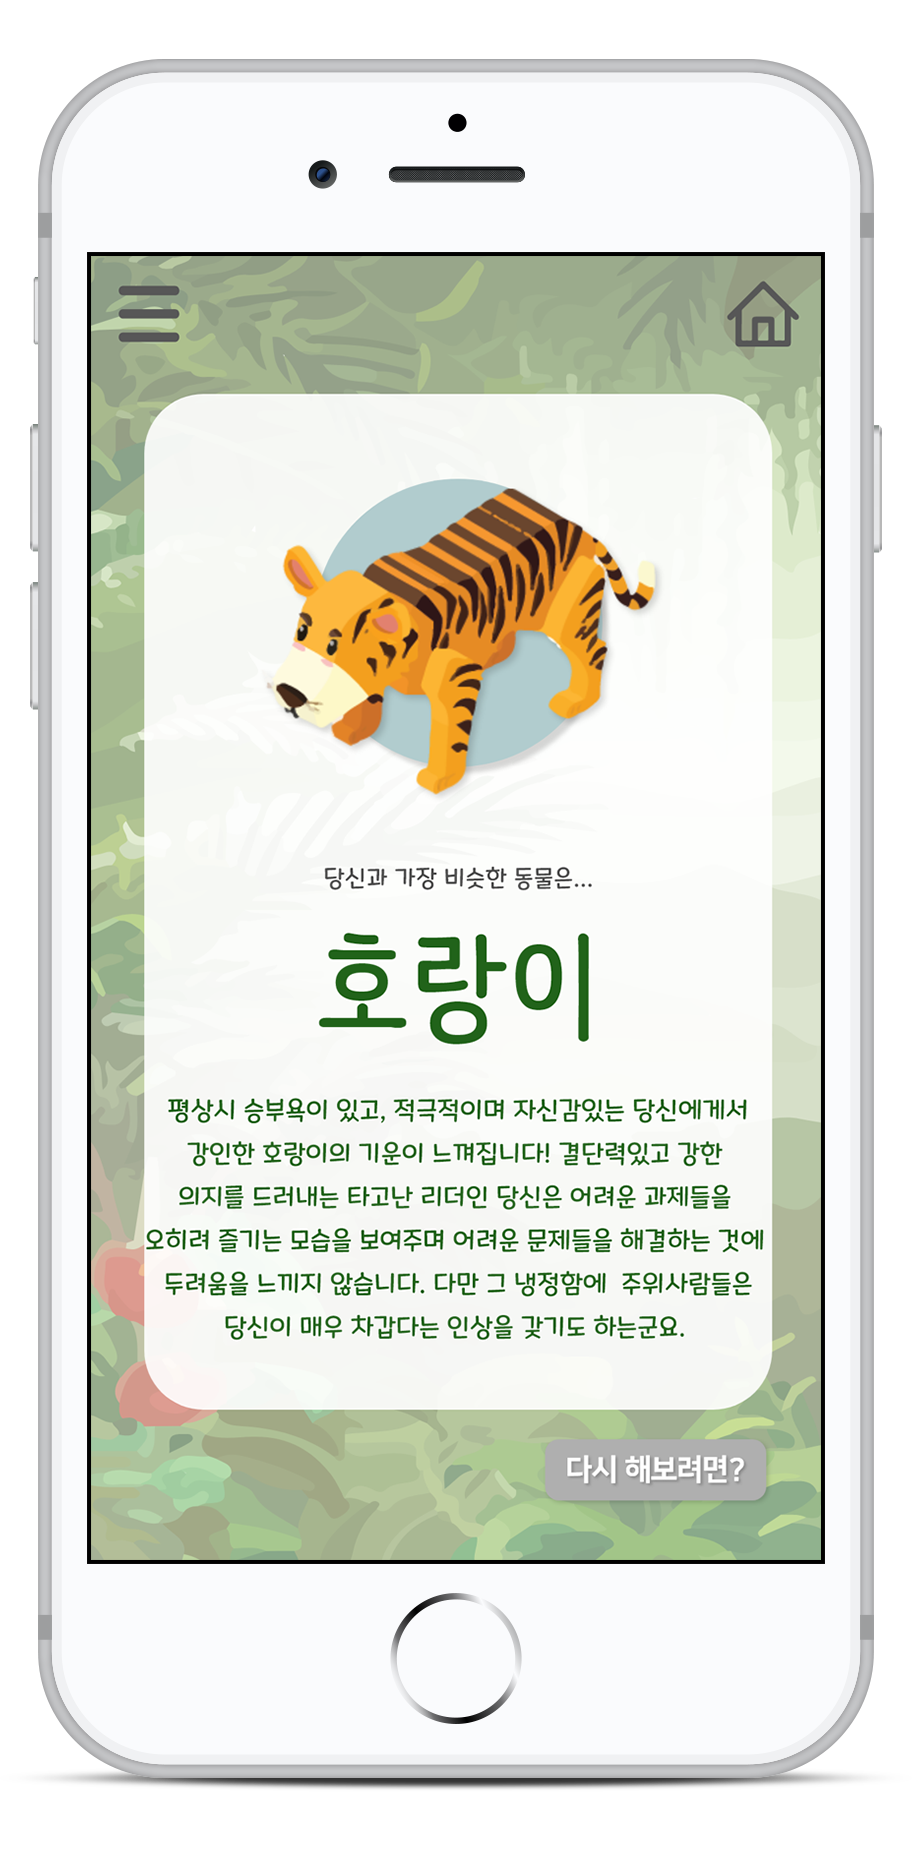 당신과 가장 비슷한 동물은...
호랑이
평상시 승부욕이 있고, 적극적이며 자신감있는 당신에게서
강인한 호랑이의 기운이 느껴집니다! 결단력있고 강한
의지를 드러내는 타고난 리더인 당신은 어려운 과제들을
오히려 즐기는 모습을 보여주며 어려운 문제들을 해결하는 것에
두려움을 느끼지 않습니다. 다만 그 냉정함에 주위사람들은
당신이 매우 차갑다는 인상을 갖기도 하는군요.
다시 해보려면?